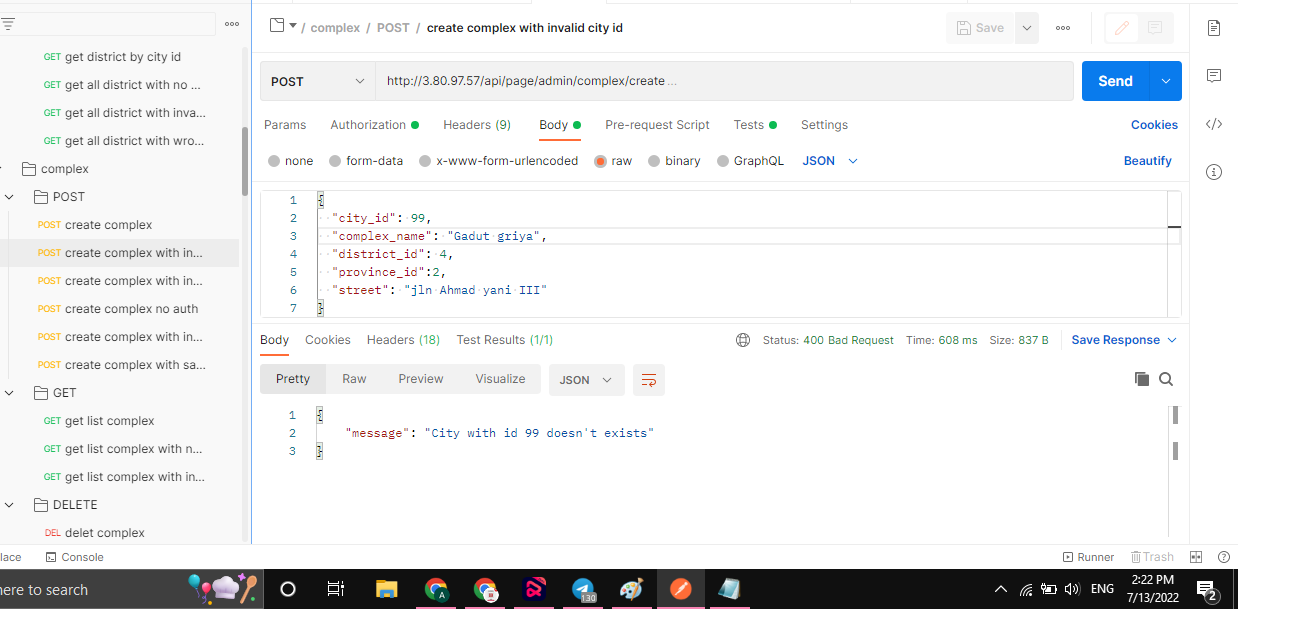 / complex / POST / create complex with invalid city id
Save
GET get district by city id
GET get all district with no ...
GET get all district with inva...
GET get all district with wro...
complex
POST
POST create complex
POST create complex with in...
POST create complex with in...
POST create complex no auth
POST create complex with in...
POST create complex with sa...
GET
GET get list complex
GET get list complex with n...
GET get list complex with in...
DELETE
DEL delet complex
POST http://3.80.97.57/api/page/admin/complex/create ...
Send
Params Authorization Headers (9) Body Pre-request Script Tests Settings Cookies
none form-data x-www-form-urlencoded raw binary GraphQL JSON Beautify
1 {
2 "city_id": 99,
3 "complex_name": "Gadut griya",
4 "district_id": 4,
5 "province_id":2,
6 "street": "jln Ahmad yani III"
7 }
Body Cookies Headers (18) Test Results (1/1) Status: 400 Bad Request Time: 608 ms Size: 837 B Save Response
Pretty Raw Preview Visualize JSON
1 {
2 "message": "City with id 99 doesn't exists"
3 }
lace Console Runner Trash
here to search
A
130
ENG
2:22 PM
7/13/2022
2